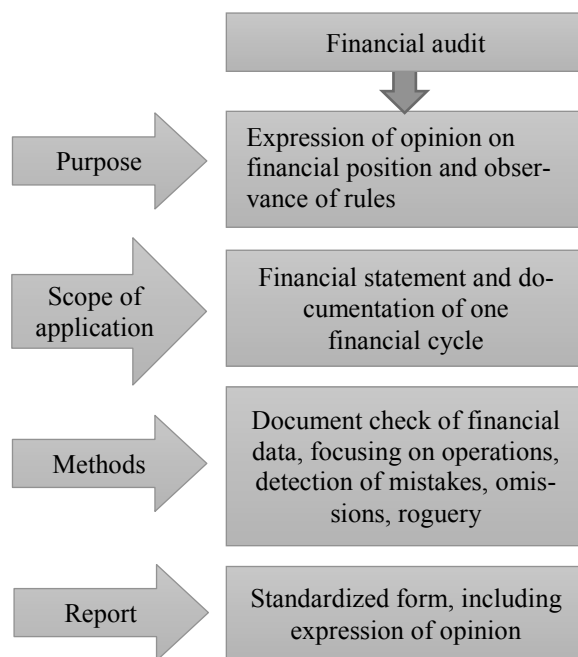 Financial audit
Purpose
Expression of opinion on
financial position and obser-
vance of rules
Scope of
application
Financial statement and do-
cumentation of one
financial cycle
Methods
Document check of financial
data, focusing on operations,
detection of mistakes, omis-
sions, roguery
Report
Standardized form, including
expression of opinion